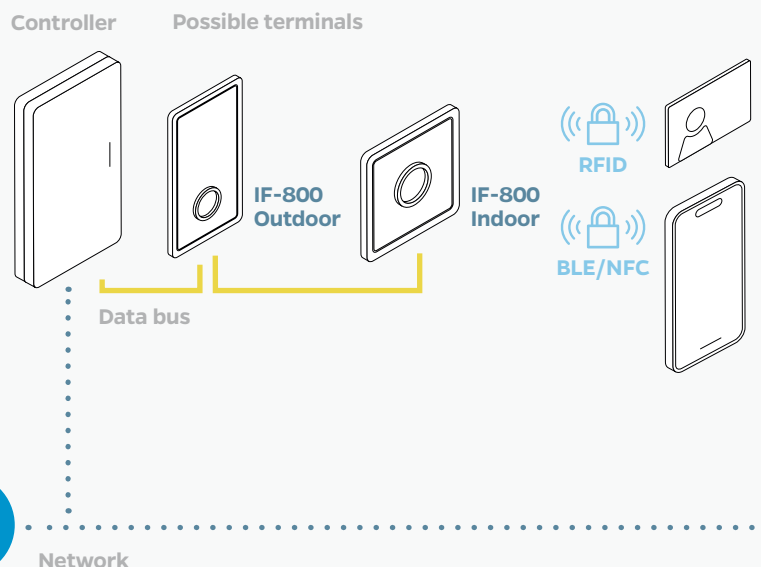 Controller
Possible terminals
IF-800
Outdoor
IF-800
Indoor
RFID
BLE/NFC
Data bus
Network